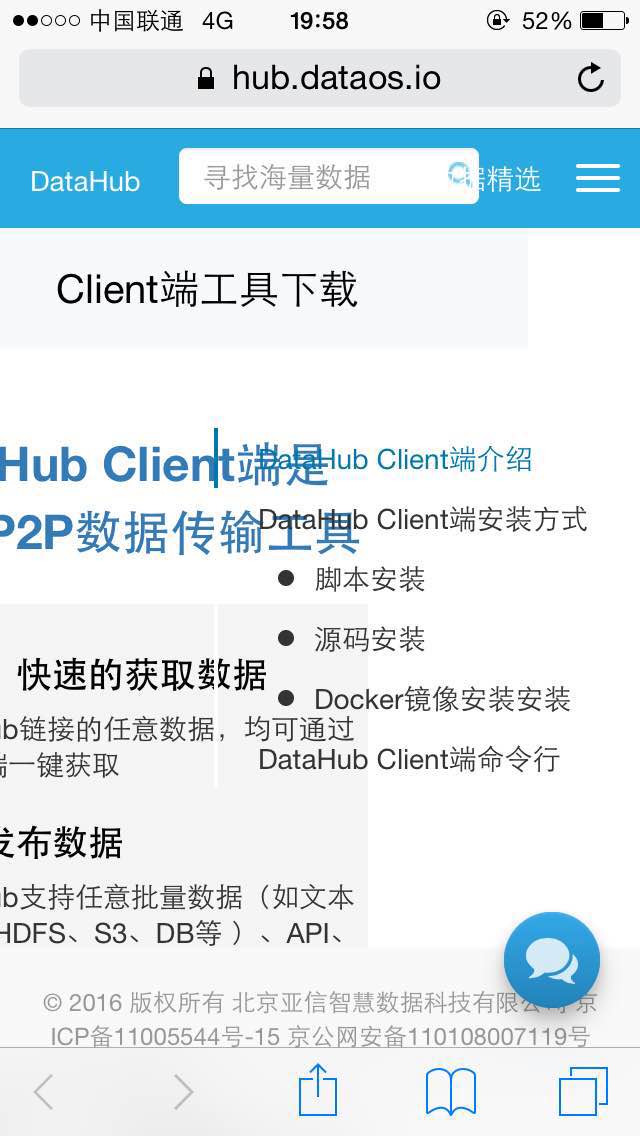 中国联通 4G 19:58 52%
hub.dataos.io
DataHub 寻找海量数据 据精选
Client端工具下载
Hub Client端是
P2P数据传输工具
DataHub Client端介绍
DataHub Client端安装方式
脚本安装
源码安装
Docker镜像安装安装
DataHub Client端命令行
快速的获取数据
ub链接的任意数据，均可通过
端一键获取
发布数据
ub支持任意批量数据（如文本
HDFS、S3、DB等 ）、API、
© 2016 版权所有 北京亚信智慧数据科技有限公司 京
ICP备11005544号-15 京公网安备110108007119号